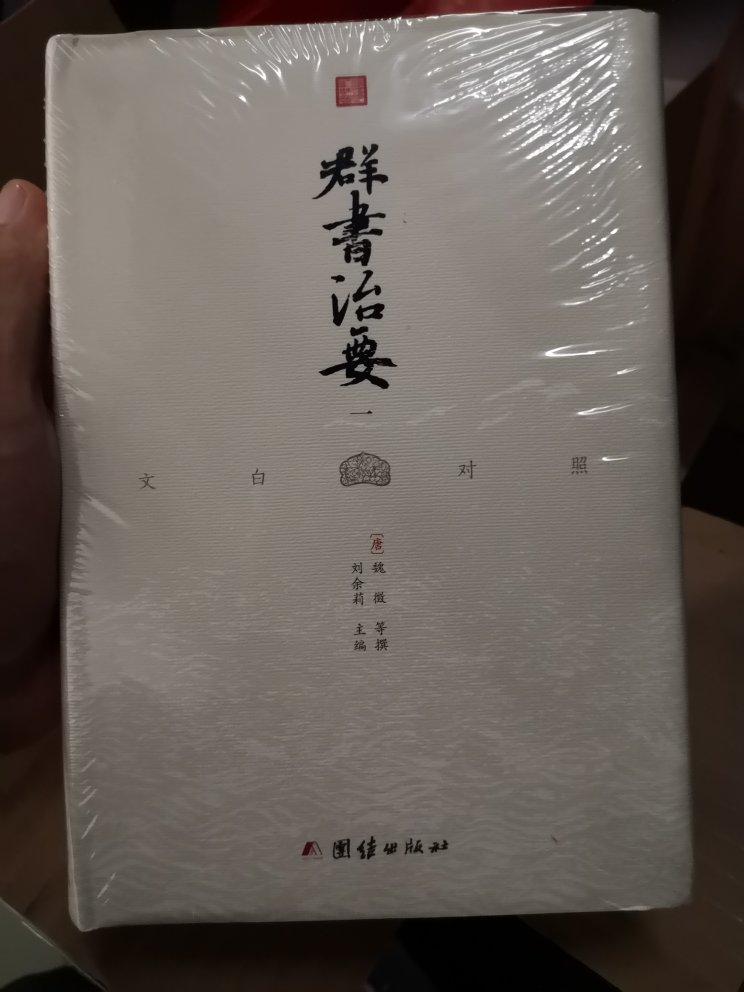 群書治要
一
文白对照
［唐］魏徵 等撰
刘余莉 主编
团结出版社